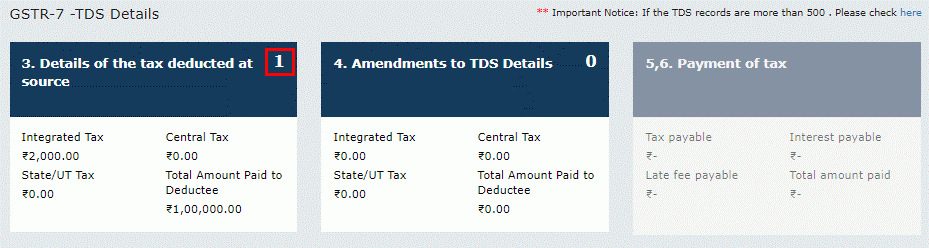 GSTR-7 -TDS Details
** Important Notice: If the TDS records are more than 500 . Please check here
3. Details of the tax deducted at source
1
Integrated Tax
₹2,000.00
Central Tax
₹0.00
State/UT Tax
₹0.00
Total Amount Paid to
Deductee
₹1,00,000.00
4. Amendments to TDS Details
0
Integrated Tax
₹0.00
Central Tax
₹0.00
State/UT Tax
₹0.00
Total Amount Paid to
Deductee
₹0.00
5,6. Payment of tax
Tax payable
₹-
Interest payable
₹-
Late fee payable
₹-
Total amount paid
₹-